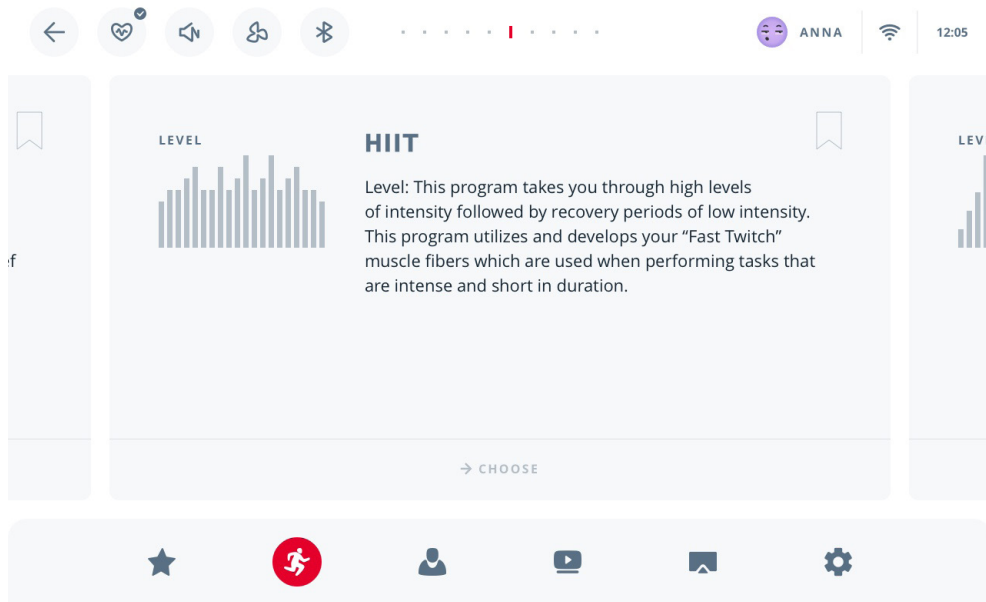 ANNA
12:05
LEVEL
HIIT
Level: This program takes you through high levels
of intensity followed by recovery periods of low intensity.
This program utilizes and develops your “Fast Twitch”
muscle fibers which are used when performing tasks that
are intense and short in duration.
CHOOSE